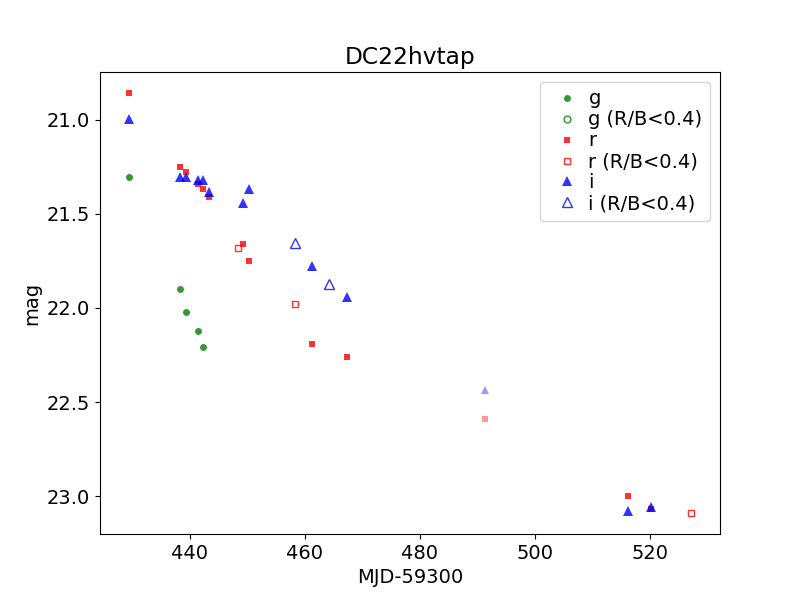 DC22hvtap
g
g (R/B<0.4)
r
r (R/B<0.4)
i
i (R/B<0.4)
mag
21.0
21.5
22.0
22.5
23.0
440 460 480 500 520
MJD-59300